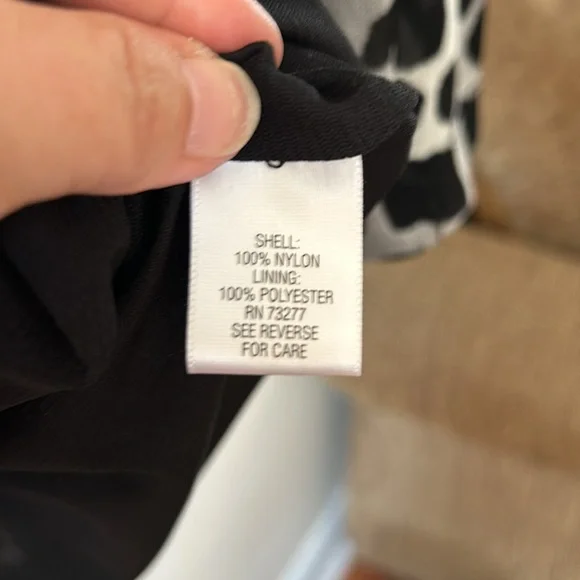 SHELL:
100% NYLON
LINING:
100% POLYESTER
RN 73277
SEE REVERSE
FOR CARE